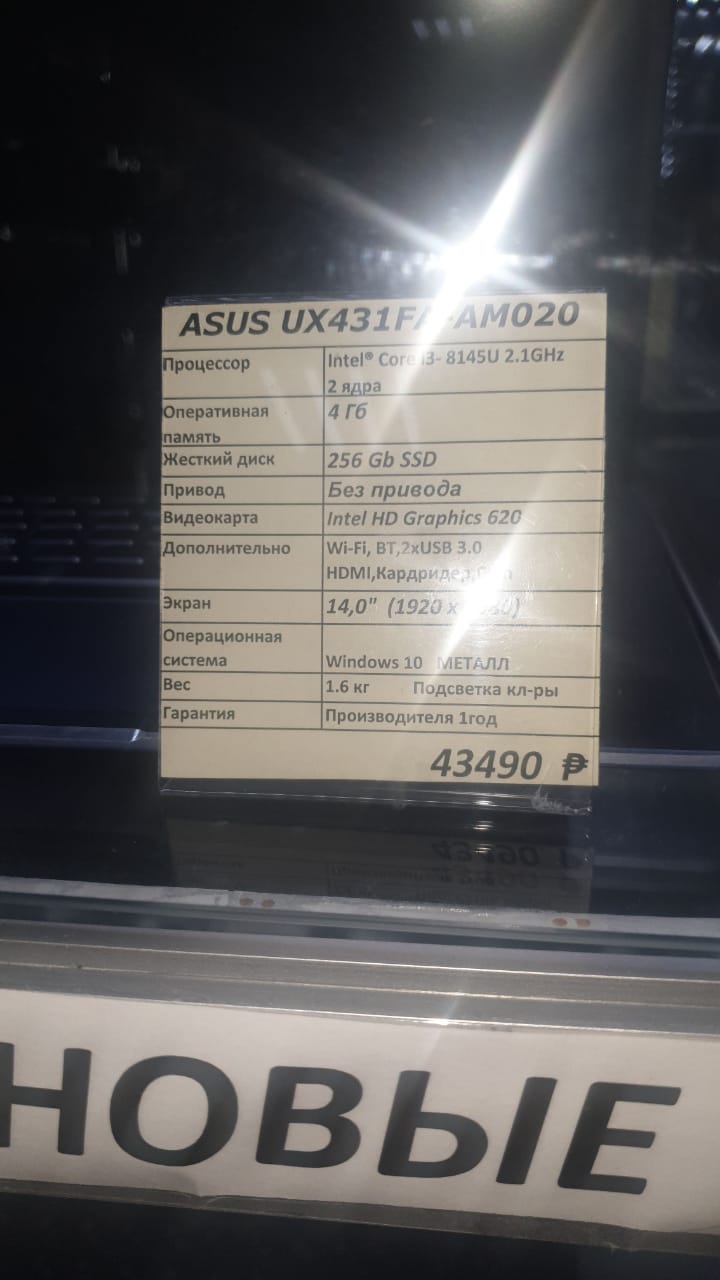 ASUS UX431FA-AM020
Процессор
Intel® Core i3- 8145U 2.1GHz
2 ядра
Оперативная
память
4 Гб
Жесткий диск
256 Gb SSD
Привод
Без привода
Видеокарта
Intel HD Graphics 620
Дополнительно
Wi-Fi, BT,2xUSB 3.0
HDMI,Кардридер,
Экран
14,0" (1920 x
Операционная
система
Windows 10 МЕТАЛЛ
Вес
1.6 кг Подсветка кл-ры
Гарантия
Производителя 1год
43490 ₽
НОВЫЕ